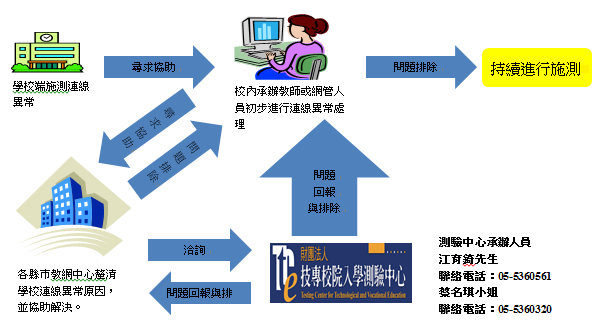 學校端施測連線
異常
尋求協助
校內承辦教師或網管人
員初步進行連線異常處
理
問題排除
持續進行施測
尋求協助
問題排除
問題
回報
與排除
各縣市教網中心釐清
學校連線異常原因，
並協助解決。
洽詢
問題回報與排
財團法人
技專校院入學測驗中心
Testing Center for Technological and Vocational Education
測驗中心承辦人員
江育錡先生
聯絡電話：05-5360561
蔡名琪小姐
聯絡電話：05-5360320